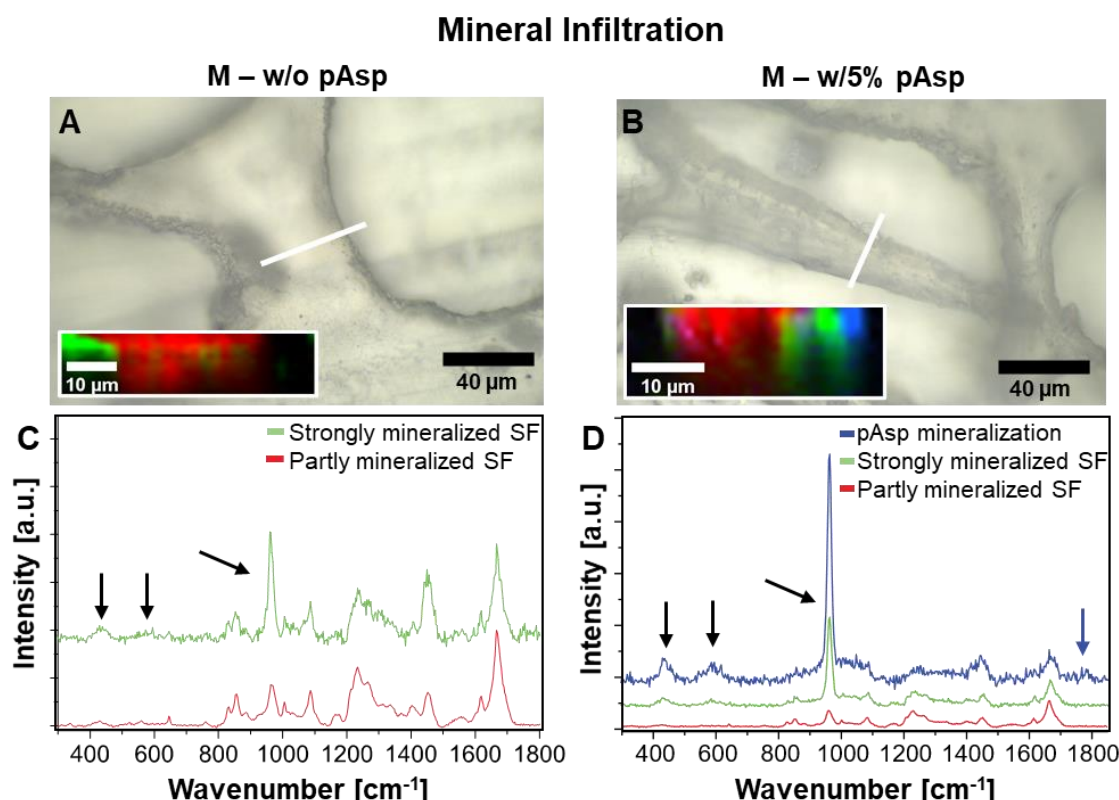 Mineral Infiltration
M – w/o pAsp
M – w/5% pAsp
A
10 µm
40 µm
B
10 µm
40 µm
C
Strongly mineralized SF
Partly mineralized SF
Intensity [a.u.]
400 600 800 1000 1200 1400 1600 1800
Wavenumber [cm⁻¹]
D
pAsp mineralization
Strongly mineralized SF
Partly mineralized SF
Intensity [a.u.]
400 600 800 1000 1200 1400 1600 1800
Wavenumber [cm⁻¹]